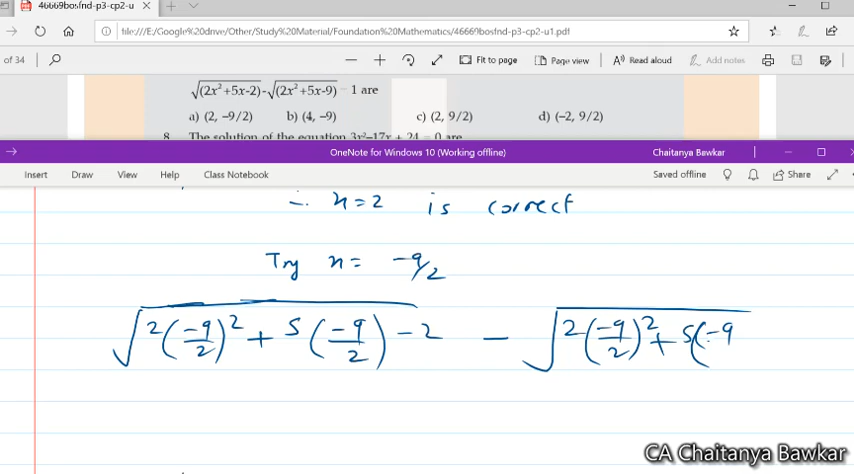 46669bosfnd-p3-cp2-u
file:///E:/Google%20drive/Other/Study%20Material/Foundation%20Mathematics/46669bosfnd-p3-cp2-u1.pdf
of 34 Fit to page Page view Read aloud Add notes
√(2x²+5x-2)-√(2x²+5x-9) = 1 are
a) (2, −9/2) b) (4, −9) c) (2, 9/2) d) (−2, 9/2)
8. The solution of the equation 3x²−17x + 24 = 0 are
OneNote for Windows 10 (Working offline) Chaitanya Bawkar
Insert Draw View Help Class Notebook Saved offline Share
∴ x = 2 is correct
Try x = −9/2
√2(−9/2)² + 5(−9/2) − 2 − √2(−9/2)² + 5(−9
CA Chaitanya Bawkar